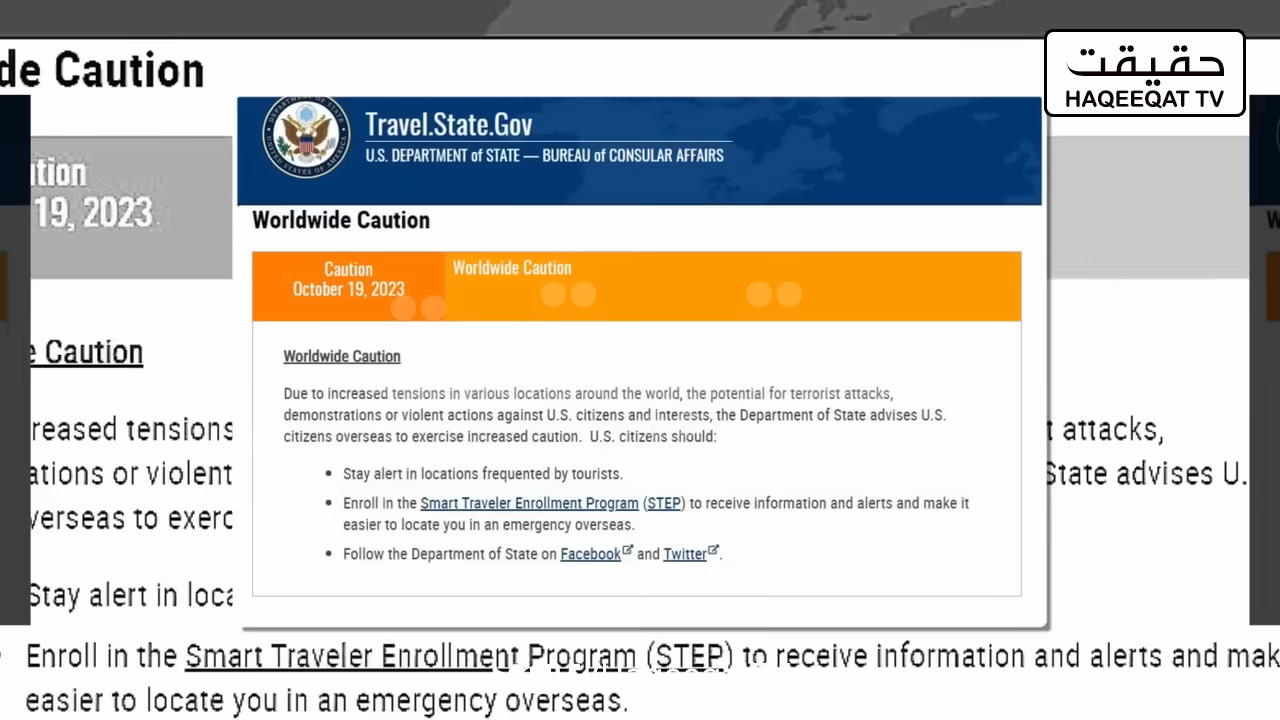 de Caution
حقیقت
HAQEEQAT TV
Travel.State.Gov
U.S. DEPARTMENT of STATE — BUREAU of CONSULAR AFFAIRS
Worldwide Caution
Caution
October 19, 2023
Worldwide Caution
Worldwide Caution
Due to increased tensions in various locations around the world, the potential for terrorist attacks,
demonstrations or violent actions against U.S. citizens and interests, the Department of State advises U.S.
citizens overseas to exercise increased caution. U.S. citizens should:
• Stay alert in locations frequented by tourists.
• Enroll in the Smart Traveler Enrollment Program (STEP) to receive information and alerts and make it
easier to locate you in an emergency overseas.
• Follow the Department of State on Facebook and Twitter.
ution
19, 2023
e Caution
reased tensions
t attacks,
ations or violent
State advises U.
verseas to exerc
Stay alert in loca
Enroll in the Smart Traveler Enrollment Program (STEP) to receive information and alerts and mak
easier to locate you in an emergency overseas.